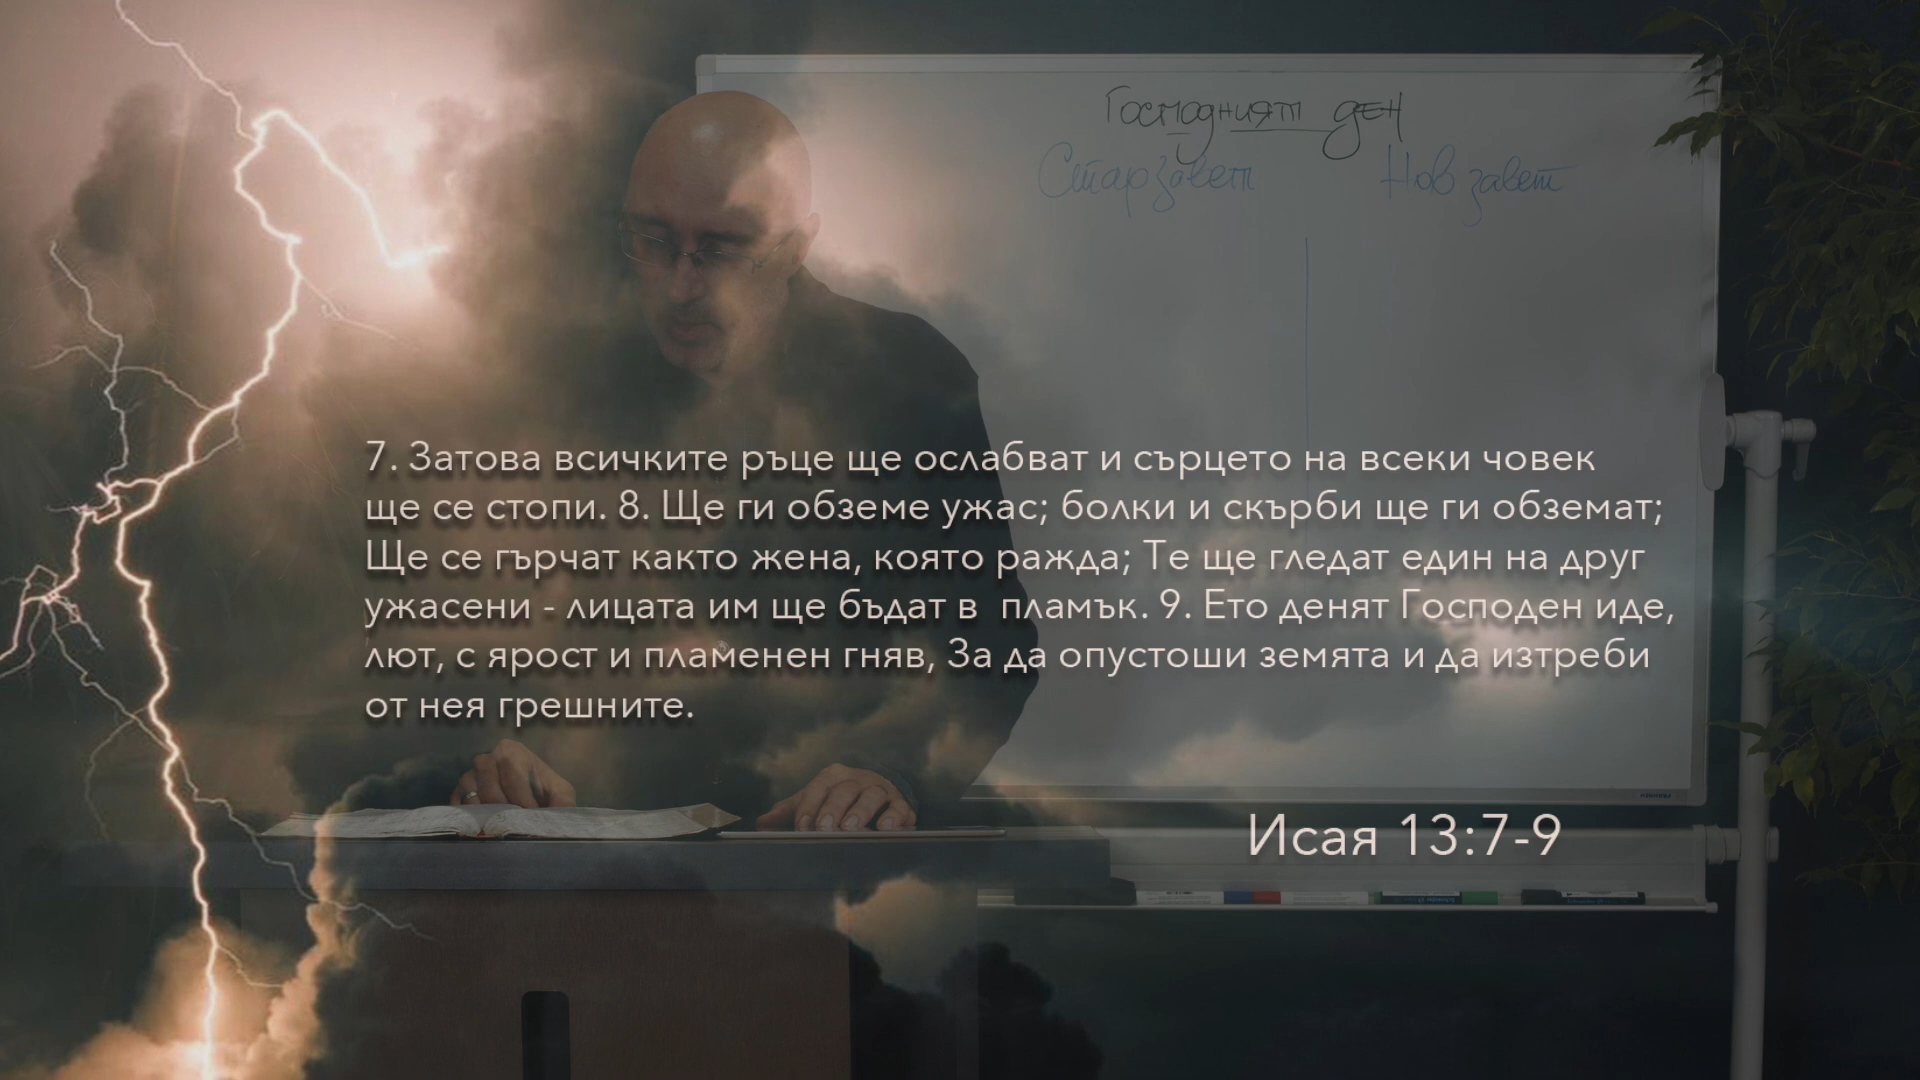 Господният ден
Стар завет Нов завет
7. Затова всичките ръце ще ослабват и сърцето на всеки човек
ще се стопи. 8. Ще ги обземе ужас; болки и скърби ще ги обземат;
Ще се гърчат както жена, която ражда; Те ще гледат един на друг
ужасени - лицата им ще бъдат в пламък. 9. Ето денят Господен иде,
лют, с ярост и пламенен гняв, За да опустоши земята и да изтреби
от нея грешните.
Исая 13:7-9